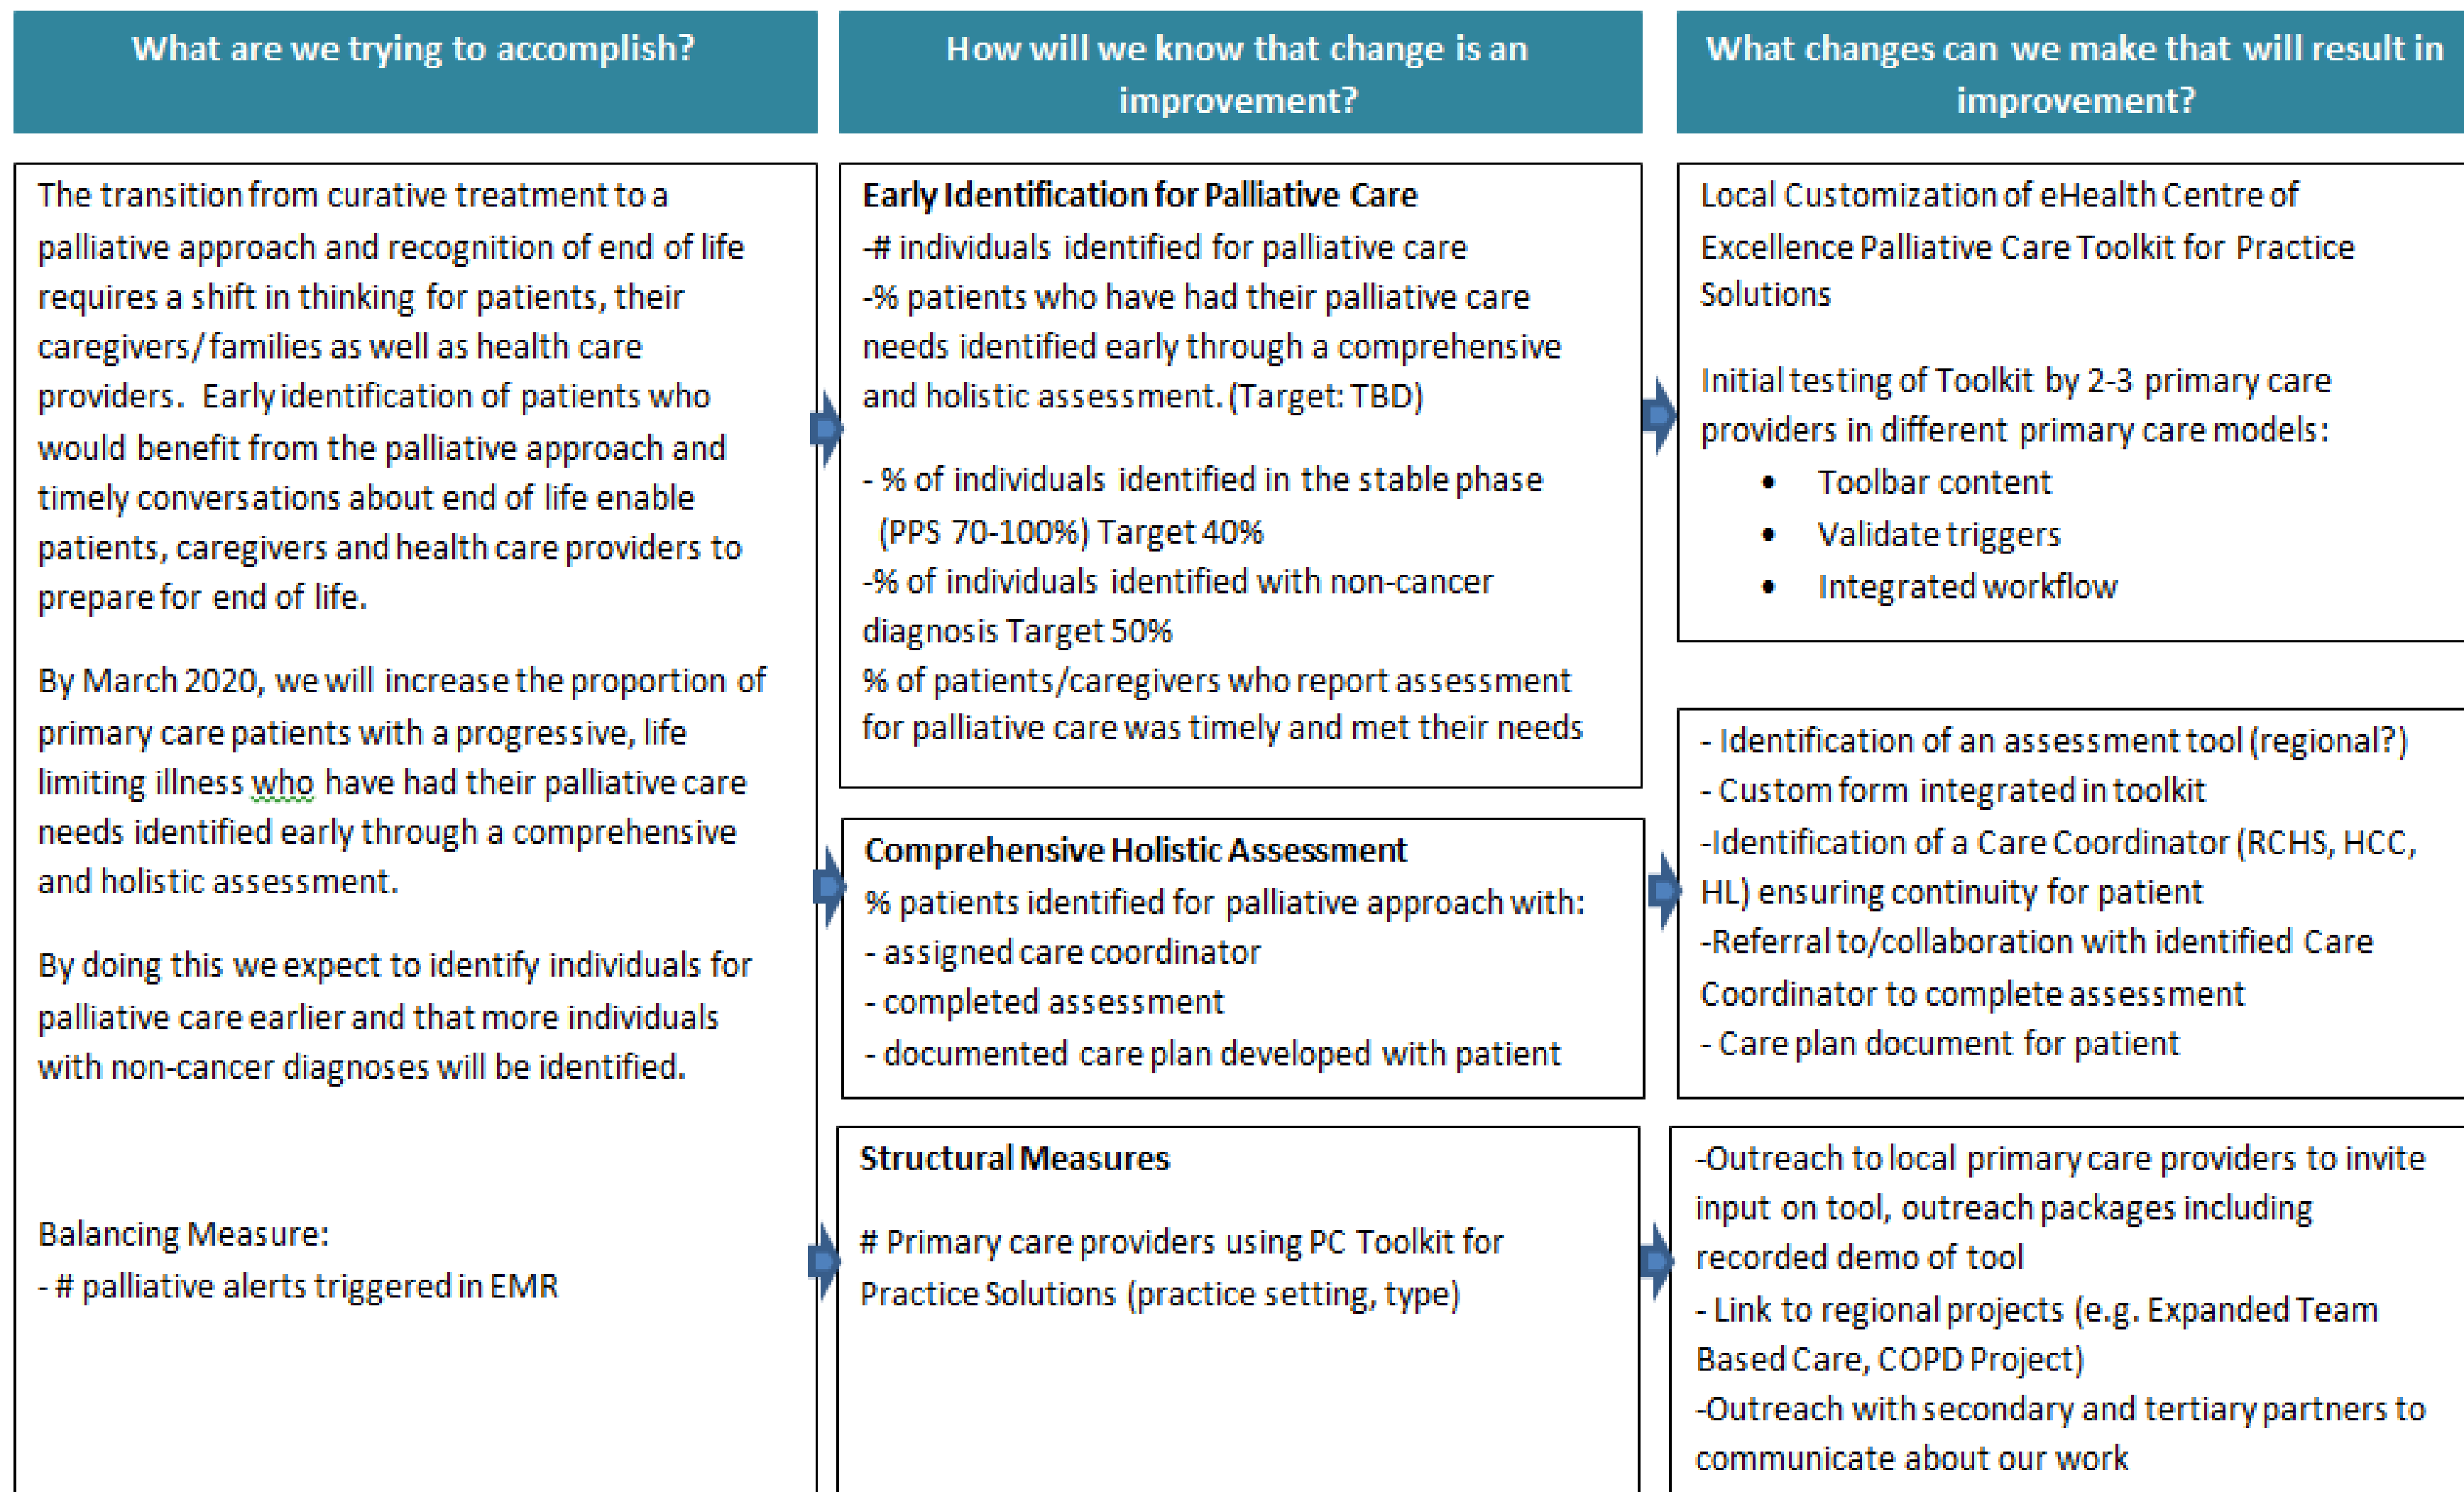 What are we trying to accomplish?
How will we know that change is an
improvement?
What changes can we make that will result in
improvement?
The transition from curative treatment to a
palliative approach and recognition of end of life
requires a shift in thinking for patients, their
caregivers/families as well as health care
providers. Early identification of patients who
would benefit from the palliative approach and
timely conversations about end of life enable
patients, caregivers and health care providers to
prepare for end of life.
By March 2020, we will increase the proportion of
primary care patients with a progressive, life
limiting illness who have had their palliative care
needs identified early through a comprehensive
and holistic assessment.
By doing this we expect to identify individuals for
palliative care earlier and that more individuals
with non-cancer diagnoses will be identified.
Balancing Measure:
- # palliative alerts triggered in EMR
Early Identification for Palliative Care
-# individuals identified for palliative care
-% patients who have had their palliative care
needs identified early through a comprehensive
and holistic assessment. (Target: TBD)
- % of individuals identified in the stable phase
(PPS 70-100%) Target 40%
-% of individuals identified with non-cancer
diagnosis Target 50%
% of patients/caregivers who report assessment
for palliative care was timely and met their needs
Comprehensive Holistic Assessment
% patients identified for palliative approach with:
- assigned care coordinator
- completed assessment
- documented care plan developed with patient
Structural Measures
# Primary care providers using PC Toolkit for
Practice Solutions (practice setting, type)
Local Customization of eHealth Centre of
Excellence Palliative Care Toolkit for Practice
Solutions
Initial testing of Toolkit by 2-3 primary care
providers in different primary care models:
• Toolbar content
• Validate triggers
• Integrated workflow
- Identification of an assessment tool (regional?)
- Custom form integrated in toolkit
-Identification of a Care Coordinator (RCHS, HCC,
HL) ensuring continuity for patient
-Referral to/collaboration with identified Care
Coordinator to complete assessment
- Care plan document for patient
-Outreach to local primary care providers to invite
input on tool, outreach packages including
recorded demo of tool
- Link to regional projects (e.g. Expanded Team
Based Care, COPD Project)
-Outreach with secondary and tertiary partners to
communicate about our work